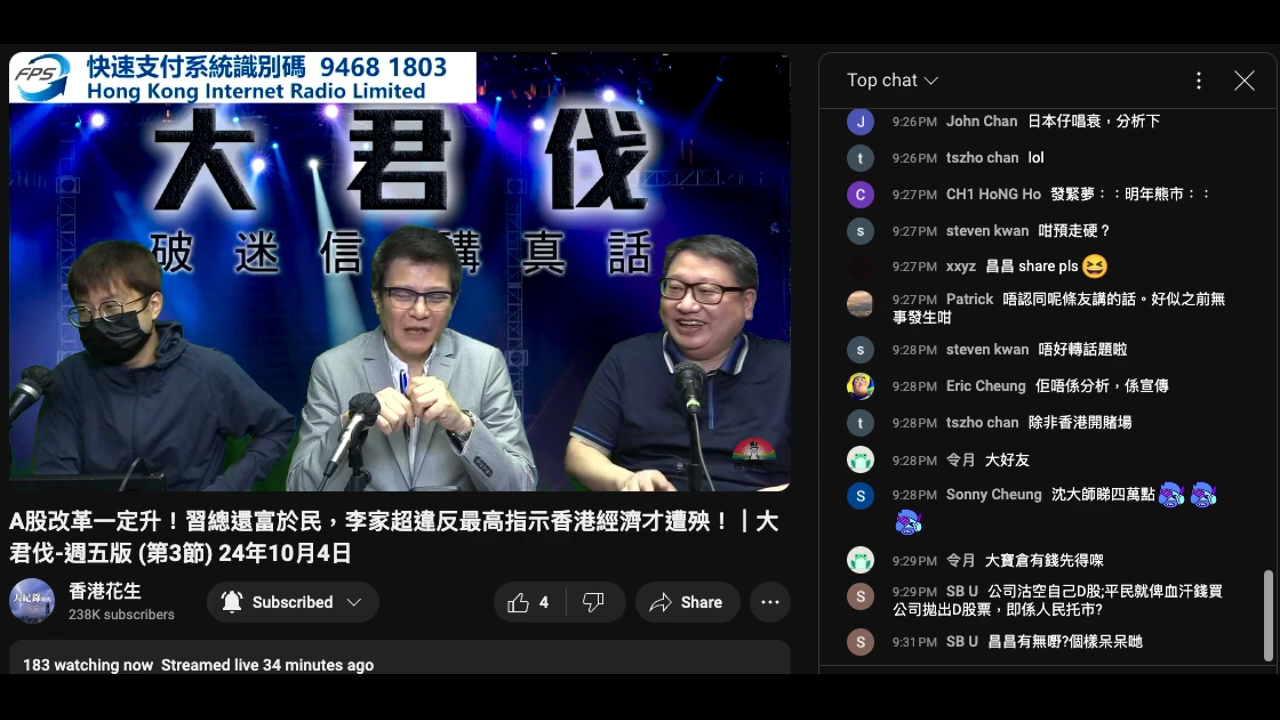 FPS
快速支付系統識別碼 9468 1803
Hong Kong Internet Radio Limited
大君伐
破迷信 講真話
A股改革一定升！習總還富於民，李家超違反最高指示香港經濟才遭殃！｜大
君伐-週五版 (第3節) 24年10月4日
香港花生
238K subscribers
Subscribed
4
Share
183 watching now Streamed live 34 minutes ago
Top chat
J 9:26 PM John Chan 日本仔唱衰，分析下
t 9:26 PM tszho chan lol
C 9:27 PM CH1 HoNG Ho 發緊夢：：明年熊市：：
s 9:27 PM steven kwan 咁預走硬？
9:27 PM xxyz 昌昌 share pls
9:27 PM Patrick 唔認同呢條友講的話。好似之前無
事發生咁
s 9:28 PM steven kwan 唔好轉話題啦
9:28 PM Eric Cheung 佢唔係分析，係宣傳
t 9:28 PM tszho chan 除非香港開賭場
9:28 PM 令月 大好友
S 9:28 PM Sonny Cheung 沈大師睇四萬點
9:29 PM 令月 大寶倉有錢先得㗎
S 9:29 PM SB U 公司沽空自己D股;平民就俾血汗錢買
公司拋出D股票，即係人民托市?
S 9:31 PM SB U 昌昌有無嘢?個樣呆呆哋